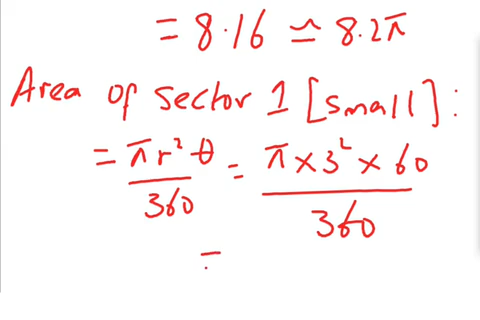 = 8.16 ≃ 8.2π
Area of sector 1 [small]:
= πr²θ/360 = π×3²×60/360
=